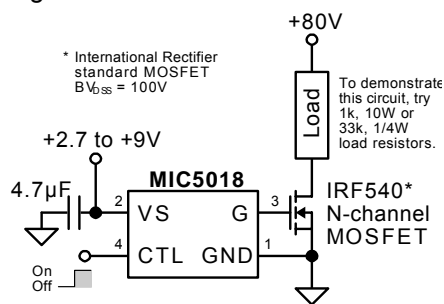 +80V
* International Rectifier
standard MOSFET
BVDSS = 100V
Load
To demonstrate
this circuit, try
1k, 10W or
33k, 1/4W
load resistors.
+2.7 to +9V
4.7µF
MIC5018
2
VS
G
3
4
CTL
GND
1
IRF540*
N-channel
MOSFET
On
Off